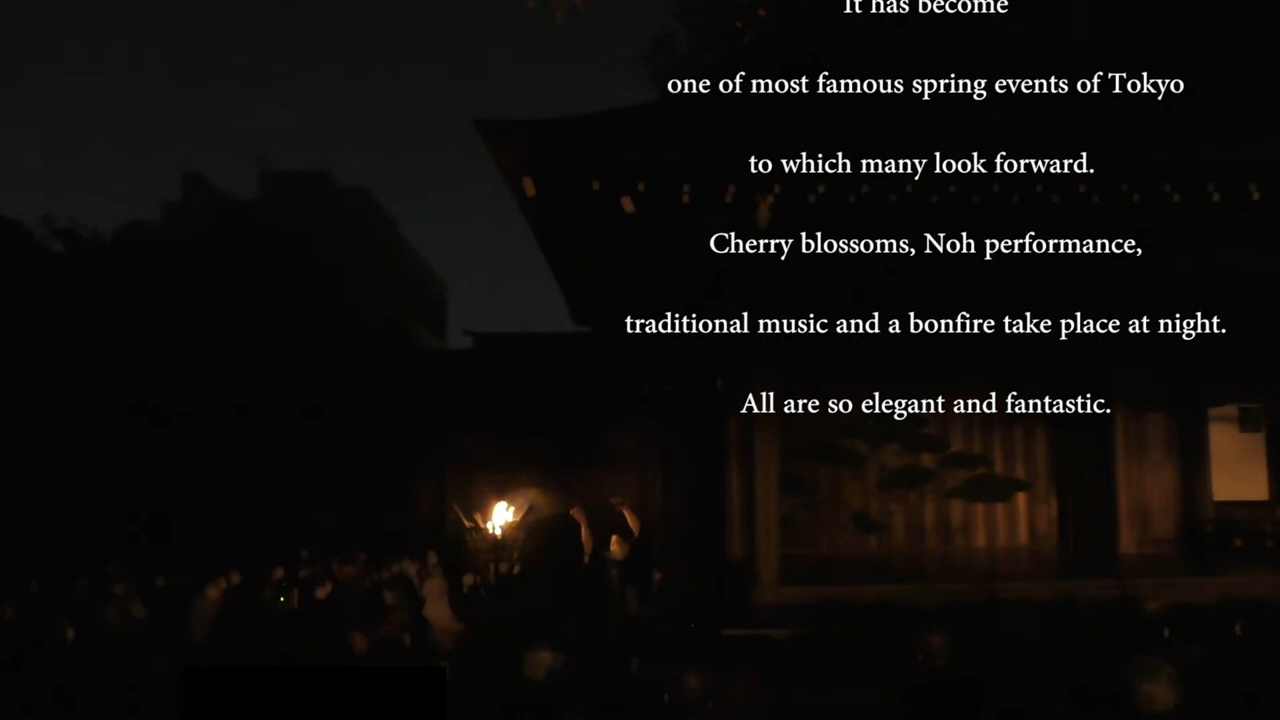 It has become
one of most famous spring events of Tokyo
to which many look forward.
Cherry blossoms, Noh performance,
traditional music and a bonfire take place at night.
All are so elegant and fantastic.